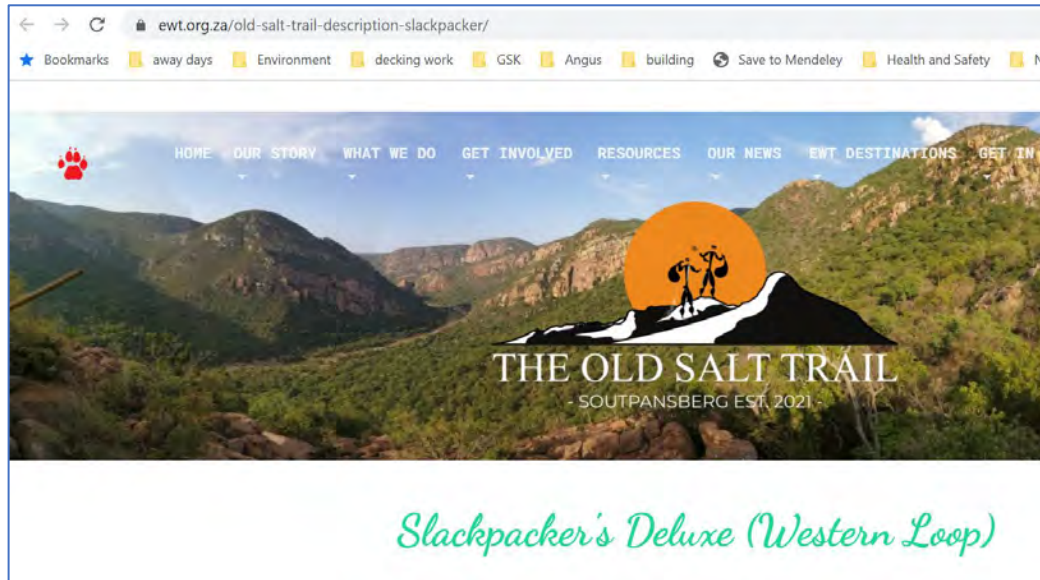 ewt.org.za/old-salt-trail-description-slackpacker/
Bookmarks away days Environment decking work GSK Angus building Save to Mendeley Health and Safety N
HOME OUR STORY WHAT WE DO GET INVOLVED RESOURCES OUR NEWS EWT DESTINATIONS GET IN
THE OLD SALT TRAIL
- SOUTPANSBERG EST. 2021 -
Slackpacker's Deluxe (Western Loop)